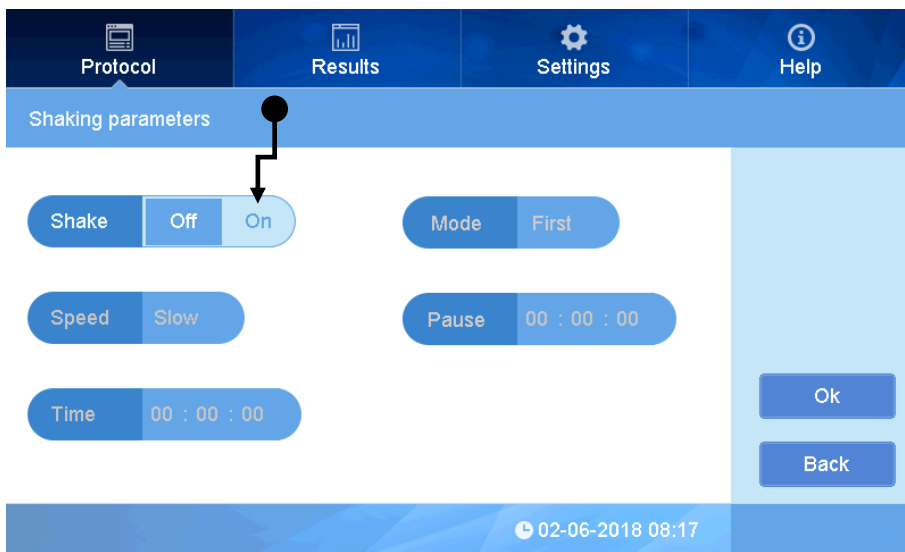 Protocol
Results
Settings
Help
Shaking parameters
Shake Off On
Mode First
Speed Slow
Pause 00 : 00 : 00
Time 00 : 00 : 00
Ok
Back
02-06-2018 08:17